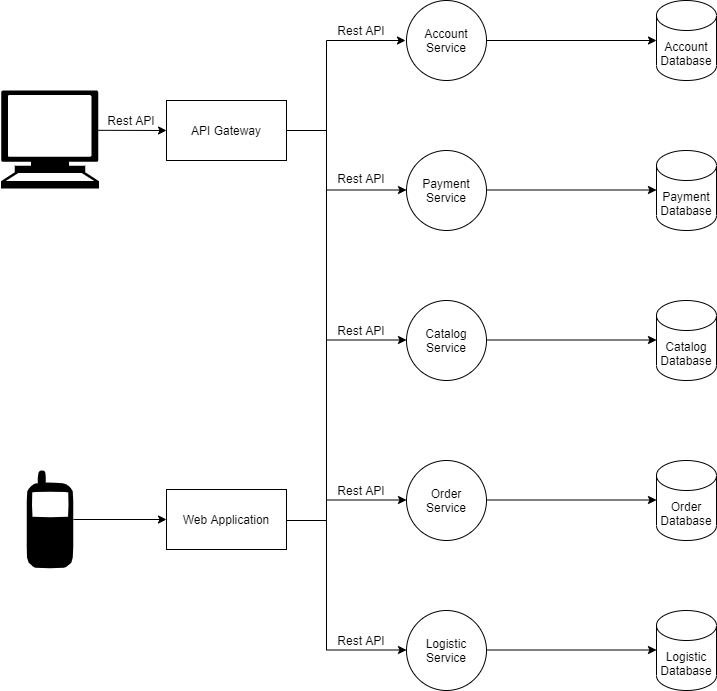 Rest API
Account
Service
Account
Database
Rest API
API Gateway
Rest API
Payment
Service
Payment
Database
Rest API
Catalog
Service
Catalog
Database
Rest API
Order
Service
Order
Database
Web Application
Rest API
Logistic
Service
Logistic
Database